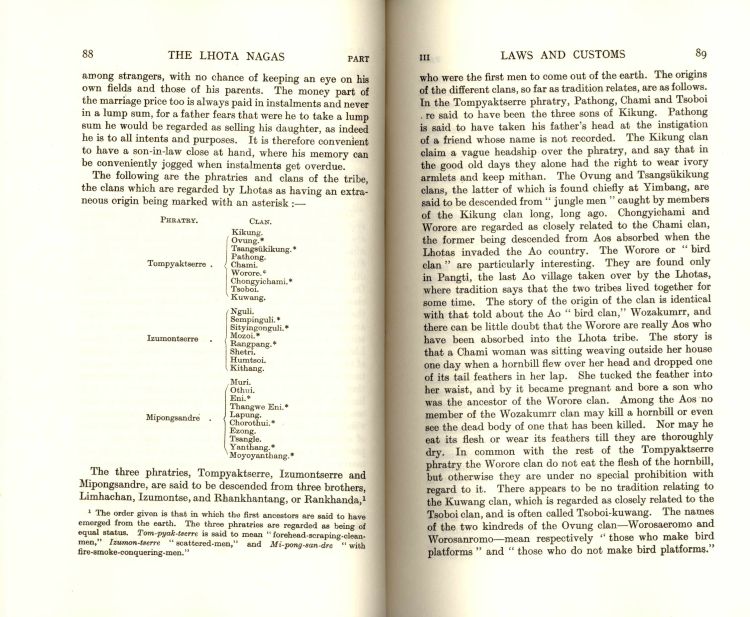 88 THE LHOTA NAGAS PART
among strangers, with no chance of keeping an eye on his
own fields and those of his parents. The money part of
the marriage price too is always paid in instalments and never
in a lump sum, for a father fears that were he to take a lump
sum he would be regarded as selling his daughter, as indeed
he is to all intents and purposes. It is therefore convenient
to have a son-in-law close at hand, where his memory can
be conveniently jogged when instalments get overdue.
The following are the phratries and clans of the tribe,
the clans which are regarded by Lhotas as having an extra-
neous origin being marked with an asterisk :—
PHRATRY. CLAN.
Tompyaktserre .
Kikung.
Ovung.*
Tsangsükikung.*
Pathong.
Chami.
Worore.*
Chongyichami.*
Tsoboi.
Kuwang.
Izumontserre .
Nguli.
Sempinguli.*
Sityingonguli.*
Mozoi.*
Rangpang.*
Shetri.
Humtsoi.
Kithang.
Mipongsandre .
Muri.
Othui.
Eni.*
Thangwe Eni.*
Lapung.
Chorothui.*
Ezong.
Tsangle.
Yanthang.*
Moyoyanthang.*
The three phratries, Tompyaktserre, Izumontserre and
Mipongsandre, are said to be descended from three brothers,
Limhachan, Izumontse, and Rhankhantang, or Rankhanda,¹
¹ The order given is that in which the first ancestors are said to have
emerged from the earth. The three phratries are regarded as being of
equal status. Tom-pyak-tserre is said to mean "forehead-scraping-clean-
men," Izumon-tserre "scattered-men," and Mi-pong-san-dre "with
fire-smoke-conquering-men."
III LAWS AND CUSTOMS 89
who were the first men to come out of the earth. The origins
of the different clans, so far as tradition relates, are as follows.
In the Tompyaktserre phratry, Pathong, Chami and Tsoboi
re said to have been the three sons of Kikung. Pathong
is said to have taken his father's head at the instigation
of a friend whose name is not recorded. The Kikung clan
claim a vague headship over the phratry, and say that in
the good old days they alone had the right to wear ivory
armlets and keep mithan. The Ovung and Tsangsükikung
clans, the latter of which is found chiefly at Yimbang, are
said to be descended from "jungle men" caught by members
of the Kikung clan long, long ago. Chongyichami and
Worore are regarded as closely related to the Chami clan,
the former being descended from Aos absorbed when the
Lhotas invaded the Ao country. The Worore or "bird
clan" are particularly interesting. They are found only
in Pangti, the last Ao village taken over by the Lhotas,
where tradition says that the two tribes lived together for
some time. The story of the origin of the clan is identical
with that told about the Ao "bird clan," Wozakumrr, and
there can be little doubt that the Worore are really Aos who
have been absorbed into the Lhota tribe. The story is
that a Chami woman was sitting weaving outside her house
one day when a hornbill flew over her head and dropped one
of its tail feathers in her lap. She tucked the feather into
her waist, and by it became pregnant and bore a son who
was the ancestor of the Worore clan. Among the Aos no
member of the Wozakumrr clan may kill a hornbill or even
see the dead body of one that has been killed. Nor may he
eat its flesh or wear its feathers till they are thoroughly
dry. In common with the rest of the Tompyaktserre
phratry the Worore clan do not eat the flesh of the hornbill,
but otherwise they are under no special prohibition with
regard to it. There appears to be no tradition relating to
the Kuwang clan, which is regarded as closely related to the
Tsoboi clan, and is often called Tsoboi-kuwang. The names
of the two kindreds of the Ovung clan—Worosaeromo and
Worosanromo—mean respectively "those who make bird
platforms" and "those who do not make bird platforms."